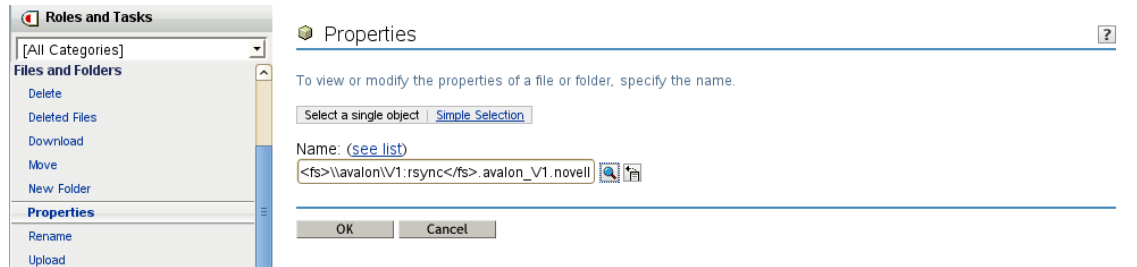 Roles and Tasks
[All Categories]
Files and Folders
Delete
Deleted Files
Download
Move
New Folder
Properties
Rename
Upload
Properties
?
To view or modify the properties of a file or folder, specify the name.
Select a single object | Simple Selection
Name: (see list)
<fs>\\avalon\V1:rsync</fs>.avalon_V1.novell
OK Cancel